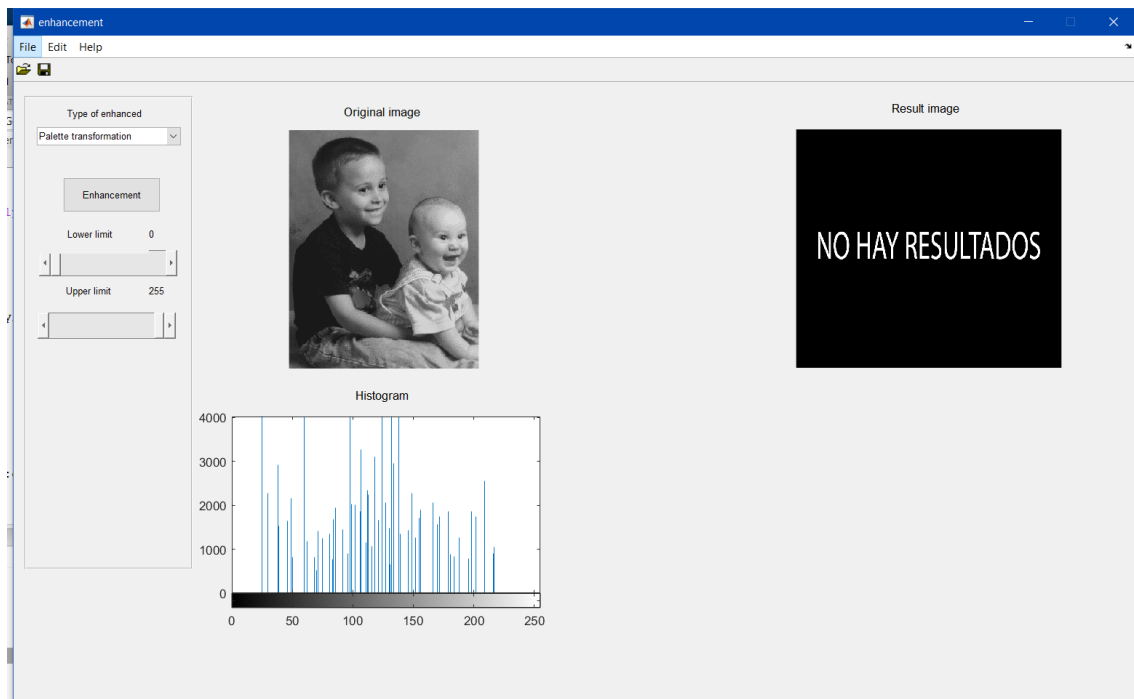 enhancement
File Edit Help
Type of enhanced
Palette transformation
Enhancement
Lower limit 0
Upper limit 255
Original image
Result image
NO HAY RESULTADOS
Histogram
4000
3000
2000
1000
0
0 50 100 150 200 250